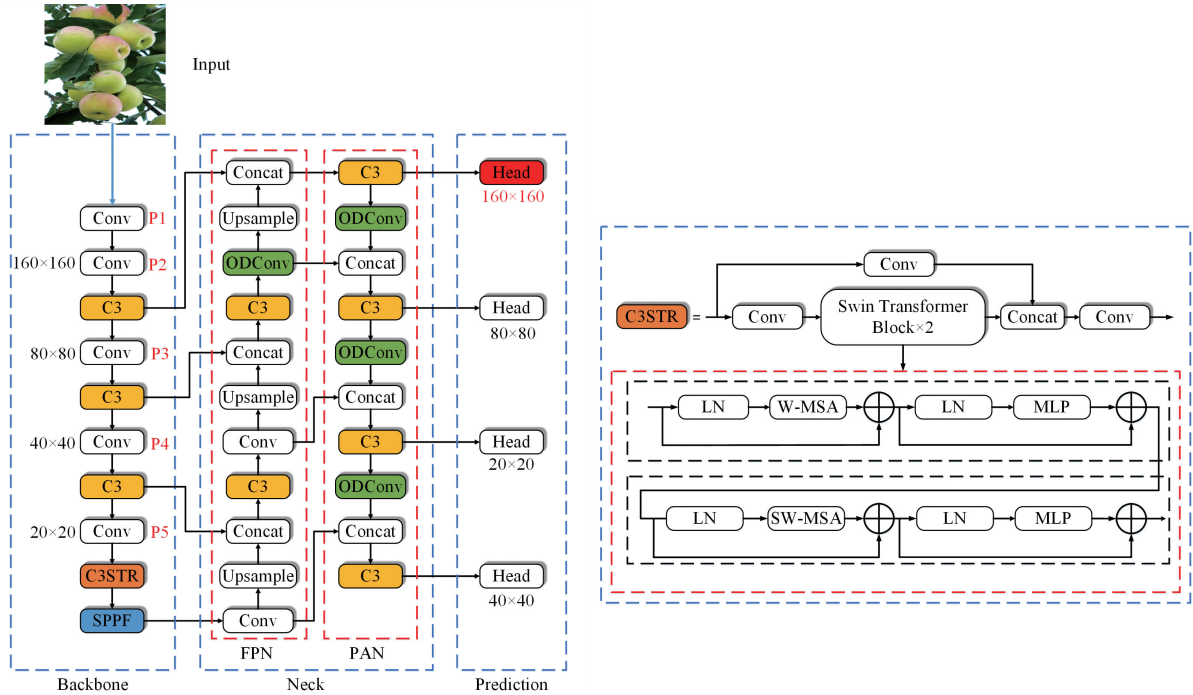 Input
Conv P1
160×160 Conv P2
C3
80×80 Conv P3
C3
40×40 Conv P4
C3
20×20 Conv P5
C3STR
SPPF
Backbone
Concat
Upsample
ODConv
C3
Concat
Upsample
Conv
C3
Concat
Upsample
Conv
FPN
C3
ODConv
Concat
C3
ODConv
Concat
C3
ODConv
Concat
C3
PAN
Neck
Head
160×160
Head
80×80
Head
20×20
Head
40×40
Prediction
Conv
C3STR = Conv
Swin Transformer
Block×2
Concat Conv
LN W-MSA LN MLP
LN SW-MSA LN MLP